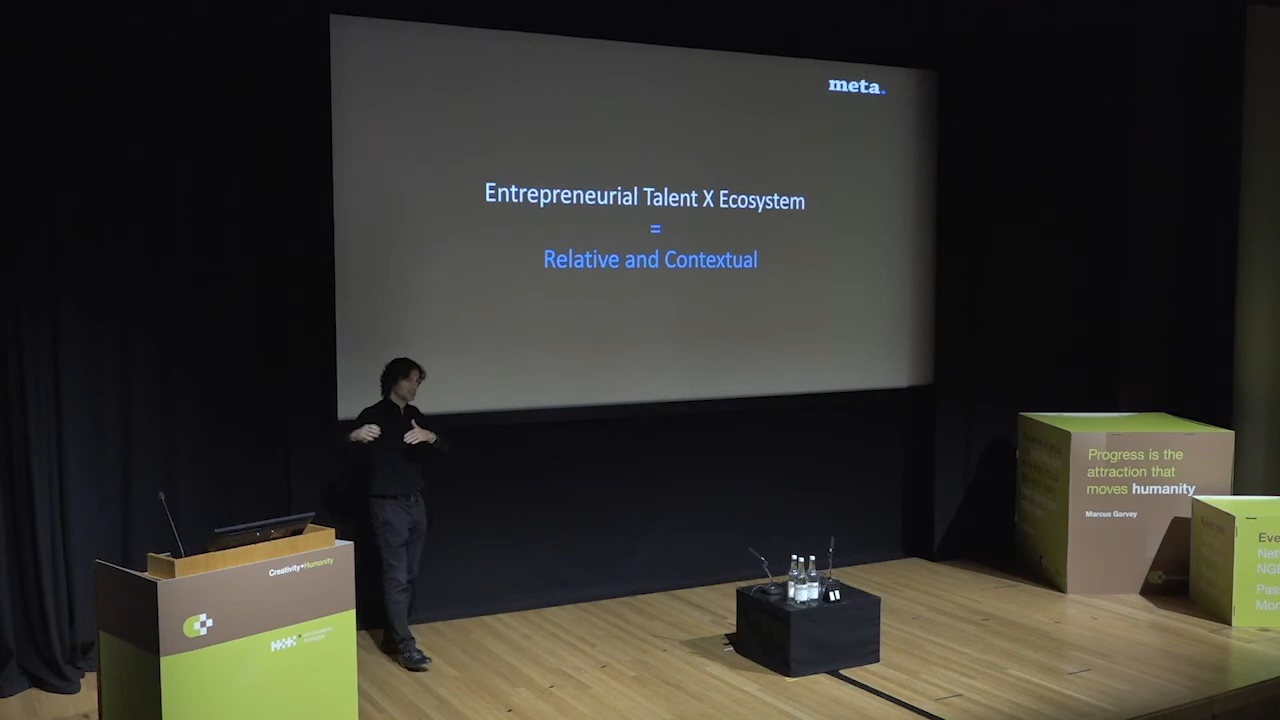 meta.
Entrepreneurial Talent X Ecosystem
=
Relative and Contextual
Progress is the
attraction that
moves humanity
Marcus Garvey
Creativity+Humanity